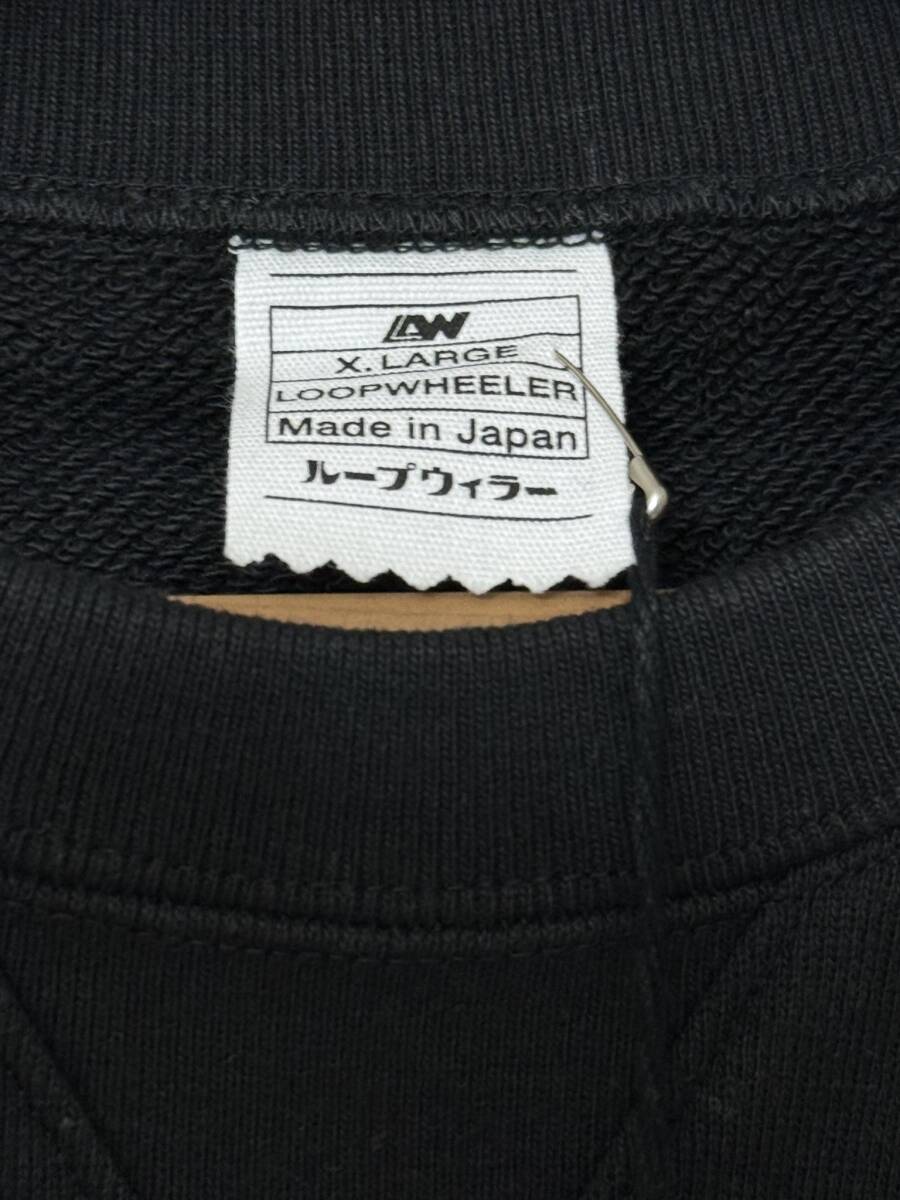 LW
X.LARGE
LOOPWHEELER
Made in Japan
ループウィラー